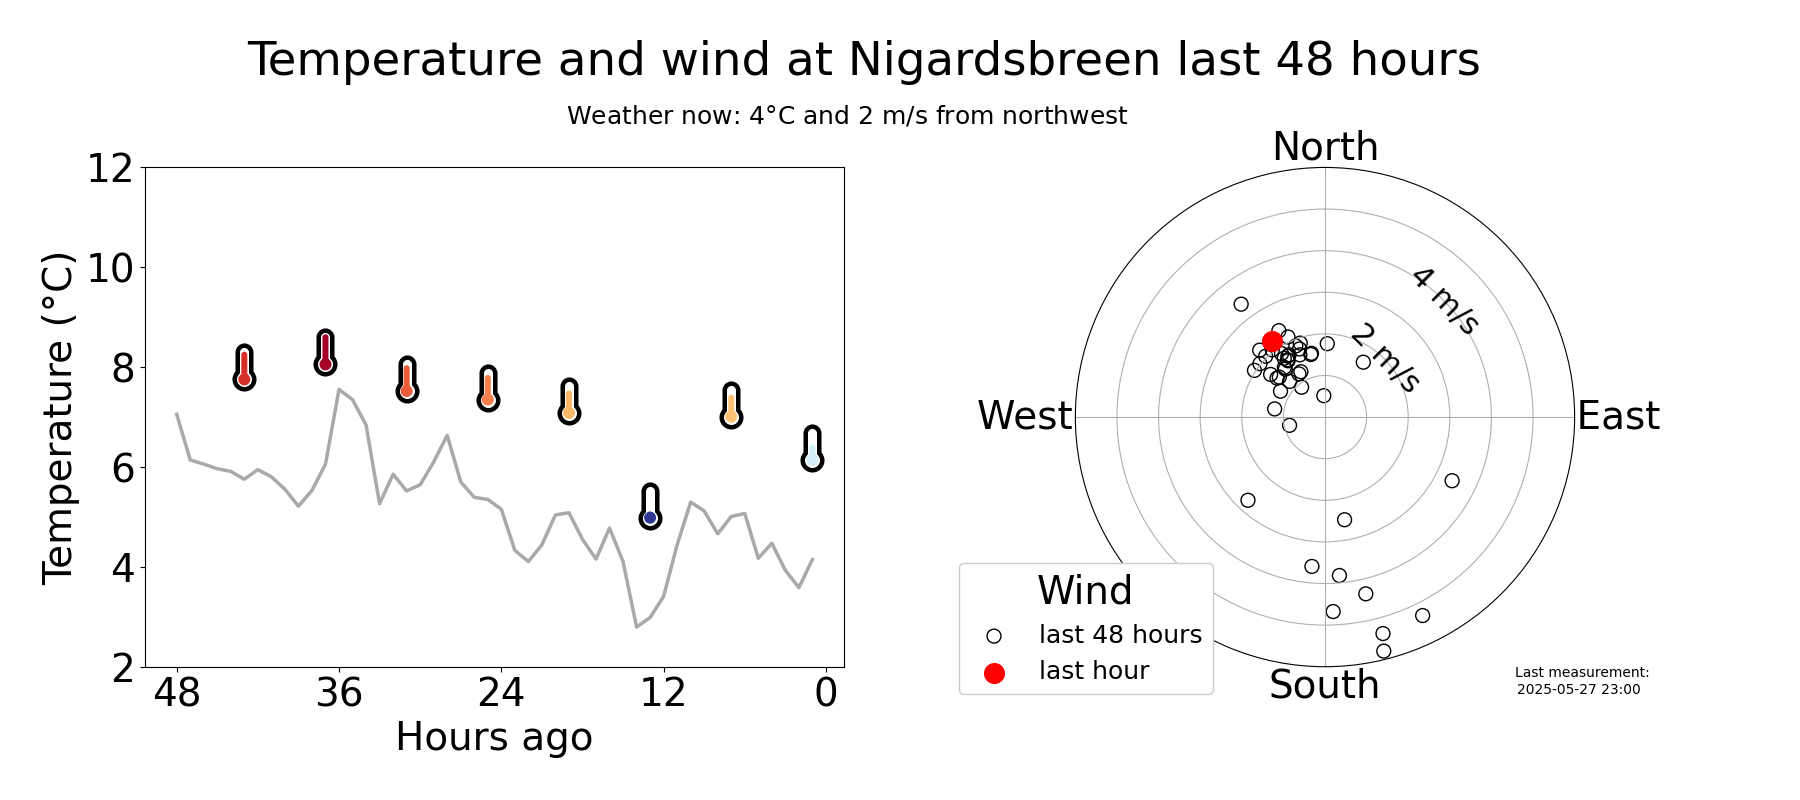 Temperature and wind at Nigardsbreen last 48 hours
Weather now: 4°C and 2 m/s from northwest
Temperature (°C)
12
10
8
6
4
2
48 36 24 12 0
Hours ago
North
West
East
South
2 m/s
4 m/s
Wind
last 48 hours
last hour
Last measurement:
2025-05-27 23:00